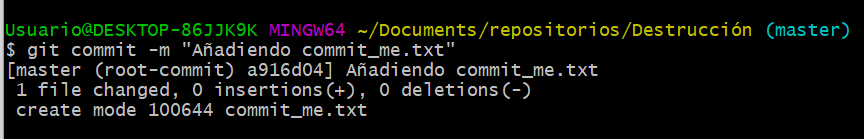 Usuario@DESKTOP-86JJK9K MINGW64 ~/Documents/repositorios/Destrucción (master)
$ git commit -m "Añadiendo commit_me.txt"
[master (root-commit) a916d04] Añadiendo commit_me.txt
 1 file changed, 0 insertions(+), 0 deletions(-)
 create mode 100644 commit_me.txt